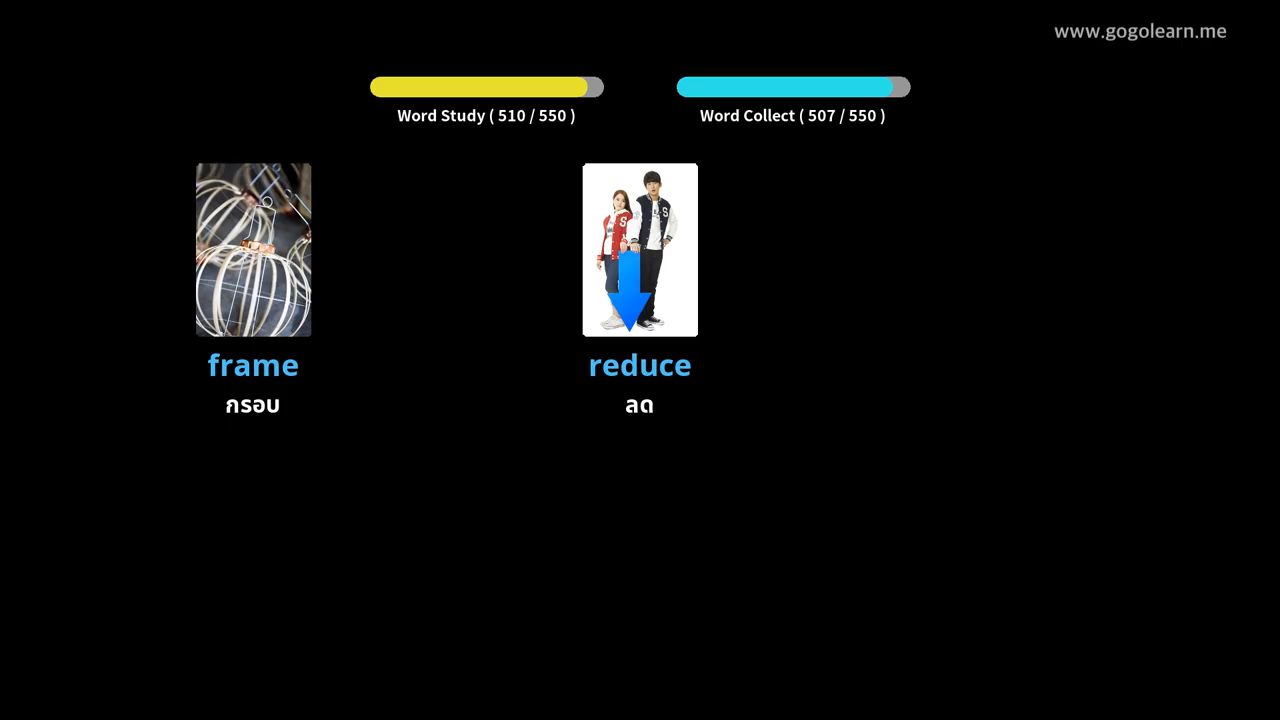 www.gogolearn.me
Word Study ( 510 / 550 )
Word Collect ( 507 / 550 )
S
S
frame
reduce
กรอบ
ลด